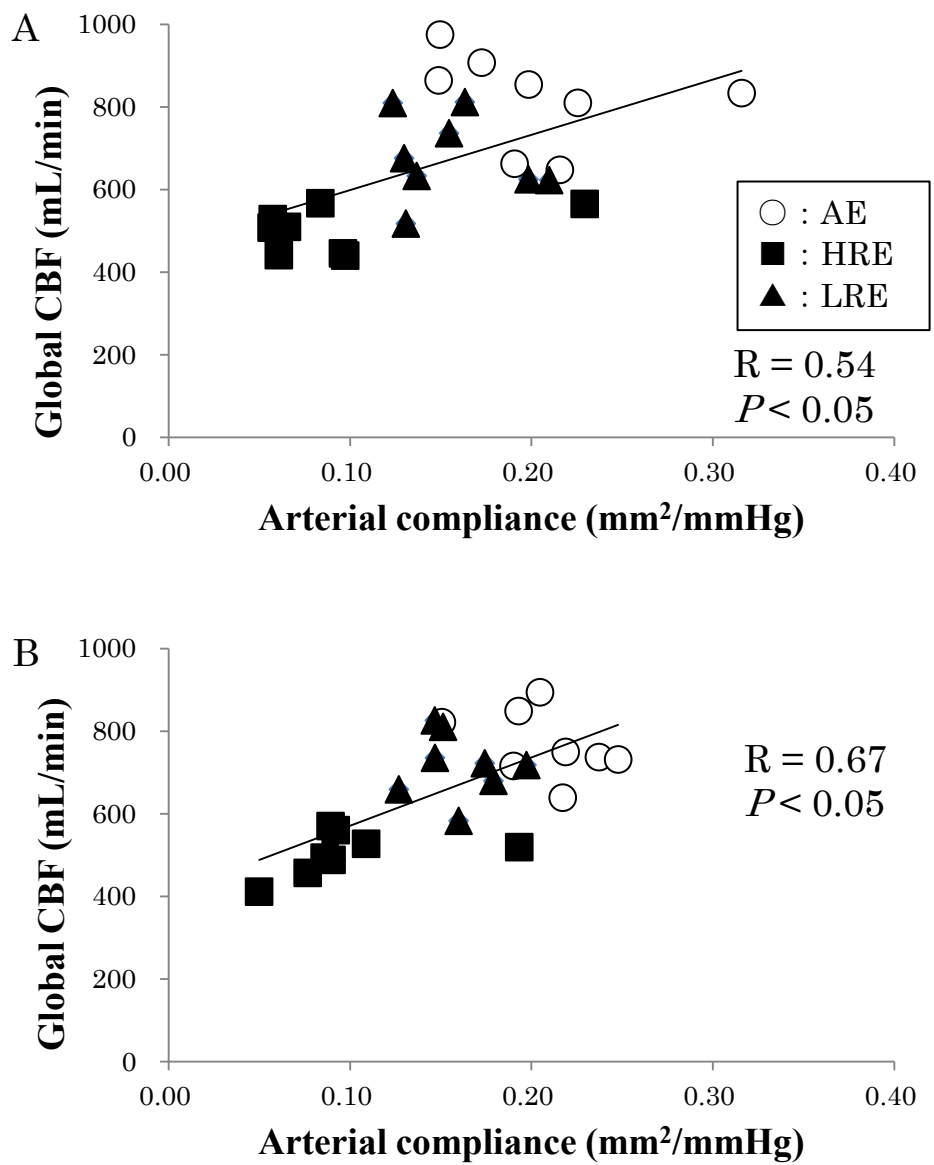 A
1000
800
600
400
200
0
Global CBF (mL/min)
0.00 0.10 0.20 0.30 0.40
Arterial compliance (mm²/mmHg)
: AE
: HRE
: LRE
R = 0.54
P < 0.05
B
1000
800
600
400
200
0
Global CBF (mL/min)
0.00 0.10 0.20 0.30 0.40
Arterial compliance (mm²/mmHg)
R = 0.67
P < 0.05